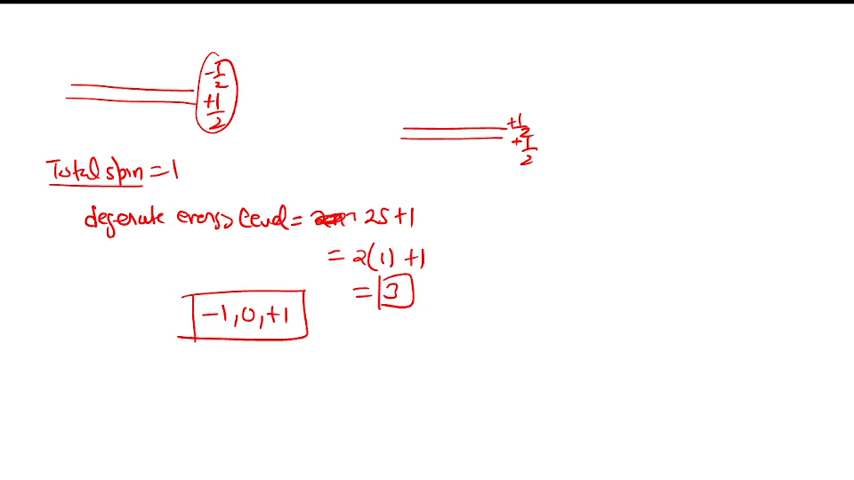 -1/2
+1/2
+1/2
+1/2
Total spin = 1
degenerate energy level = 2S+1
= 2(1) +1
= 3
-1, 0, +1